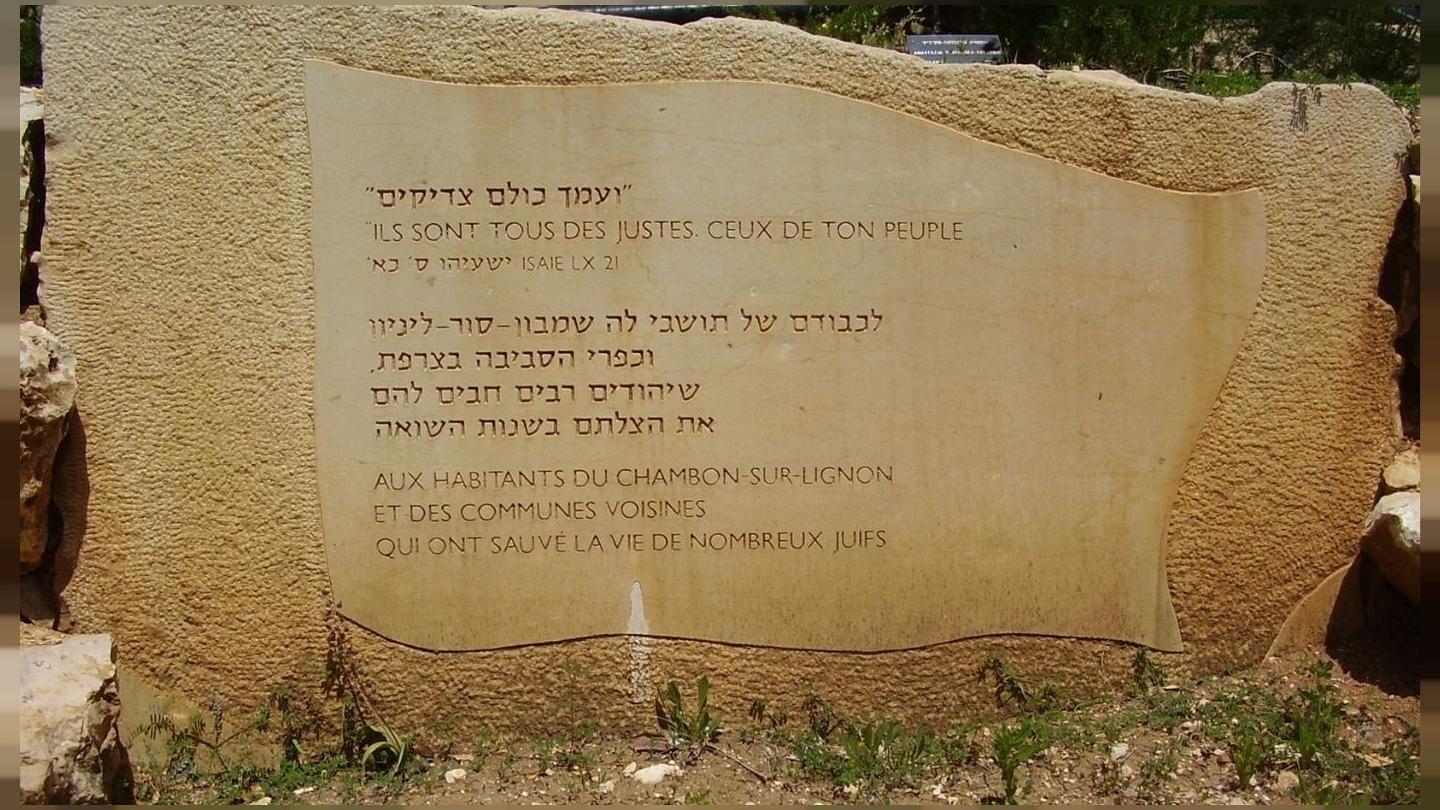 "ועמך כולם צדיקים"
"ILS SONT TOUS DES JUSTES. CEUX DE TON PEUPLE
ישעיהו ס' כא' ISAIE LX 21
לכבודם של תושבי לה שמבון-סור-ליניון
וכפרי הסביבה בצרפת,
שיהודים רבים חבים להם
את הצלתם בשנות השואה
AUX HABITANTS DU CHAMBON-SUR-LIGNON
ET DES COMMUNES VOISINES
QUI ONT SAUVÉ LA VIE DE NOMBREUX JUIFS